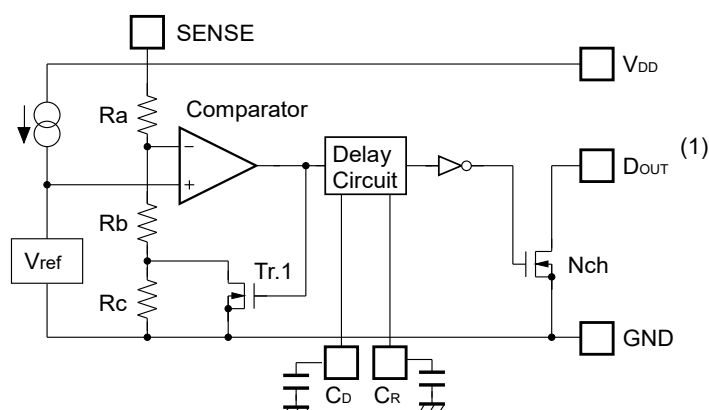 SENSE
VDD
Ra
Comparator
−
+
Delay
Circuit
DOUT (1)
Rb
Vref
Tr.1
Nch
Rc
GND
CD
CR